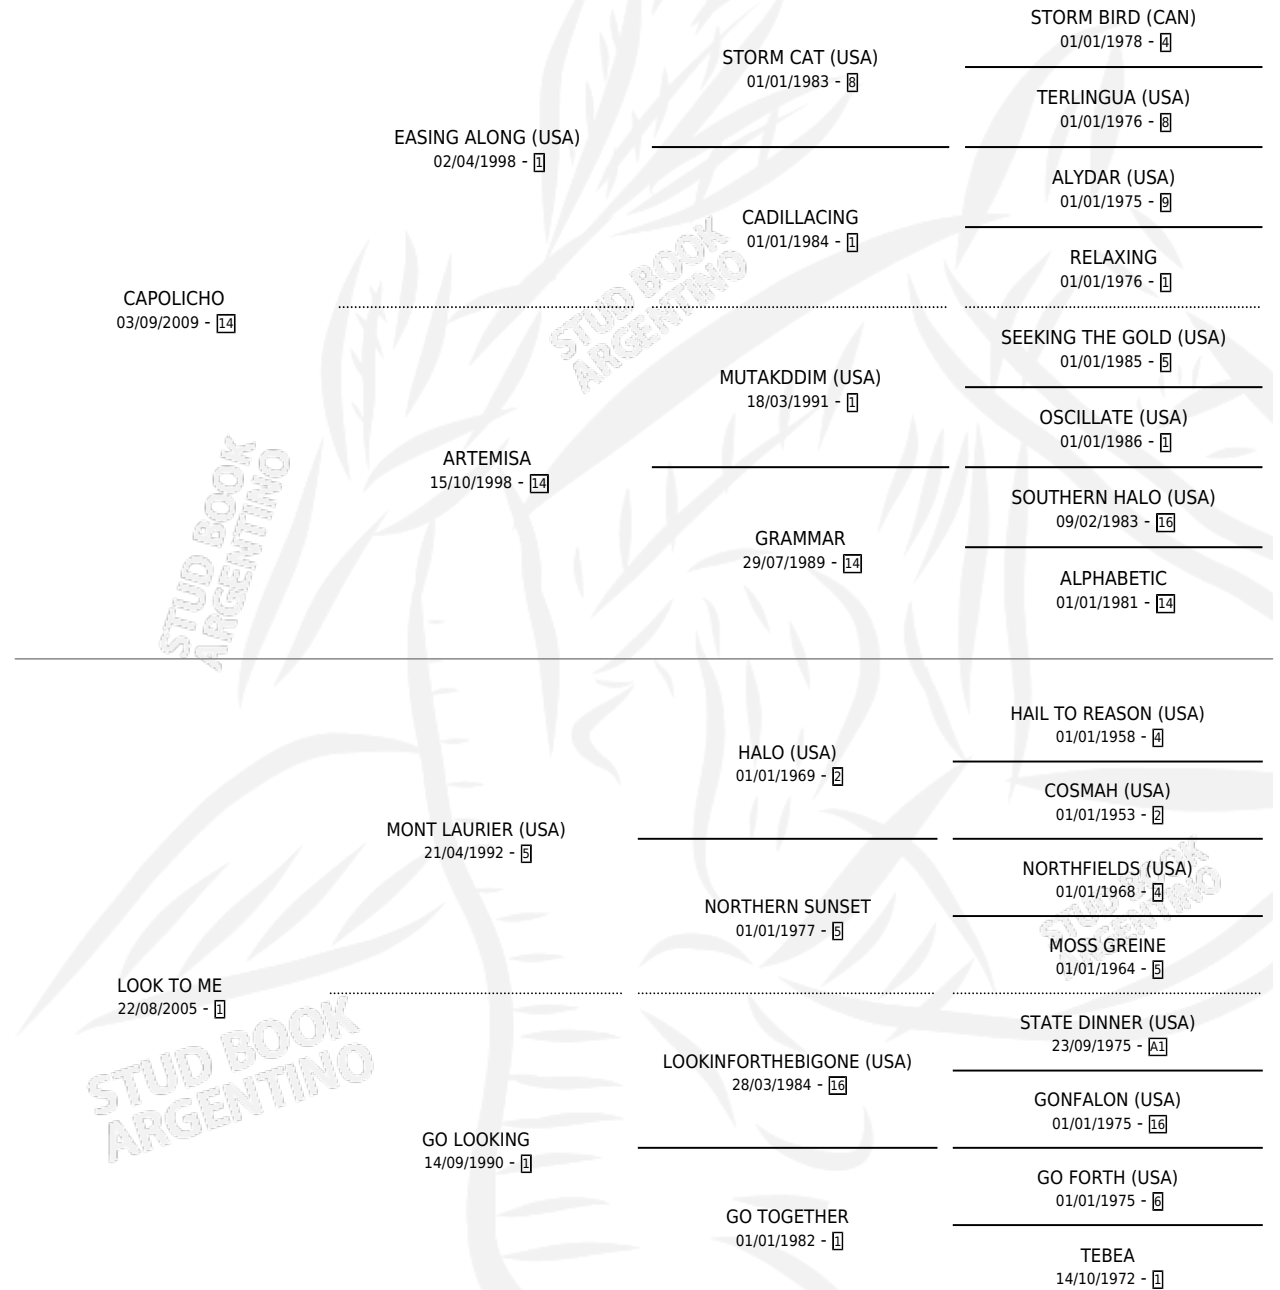 STORM BIRD (CAN)
01/01/1978 - 4
STORM CAT (USA)
01/01/1983 - 8
TERLINGUA (USA)
01/01/1976 - 8
EASING ALONG (USA)
02/04/1998 - 1
ALYDAR (USA)
01/01/1975 - 9
CADILLACING
01/01/1984 - 1
RELAXING
01/01/1976 - 1
CAPOLICHO
03/09/2009 - 14
SEEKING THE GOLD (USA)
01/01/1985 - 5
MUTAKDDIM (USA)
18/03/1991 - 1
OSCILLATE (USA)
01/01/1986 - 1
ARTEMISA
15/10/1998 - 14
SOUTHERN HALO (USA)
09/02/1983 - 16
GRAMMAR
29/07/1989 - 14
ALPHABETIC
01/01/1981 - 14
HAIL TO REASON (USA)
01/01/1958 - 4
HALO (USA)
01/01/1969 - 2
COSMAH (USA)
01/01/1953 - 2
MONT LAURIER (USA)
21/04/1992 - 5
NORTHFIELDS (USA)
01/01/1968 - 4
NORTHERN SUNSET
01/01/1977 - 5
MOSS GREINE
01/01/1964 - 5
LOOK TO ME
22/08/2005 - 1
STATE DINNER (USA)
23/09/1975 - A1
LOOKINFORTHEBIGONE (USA)
28/03/1984 - 16
GONFALON (USA)
01/01/1975 - 16
GO LOOKING
14/09/1990 - 1
GO FORTH (USA)
01/01/1975 - 6
GO TOGETHER
01/01/1982 - 1
TEBEA
14/10/1972 - 1
STUD BOOK
ARGENTINO
STUD BOOK
ARGENTINO
STUD BOOK
ARGENTINO
STUD BOOK
ARGENTINO